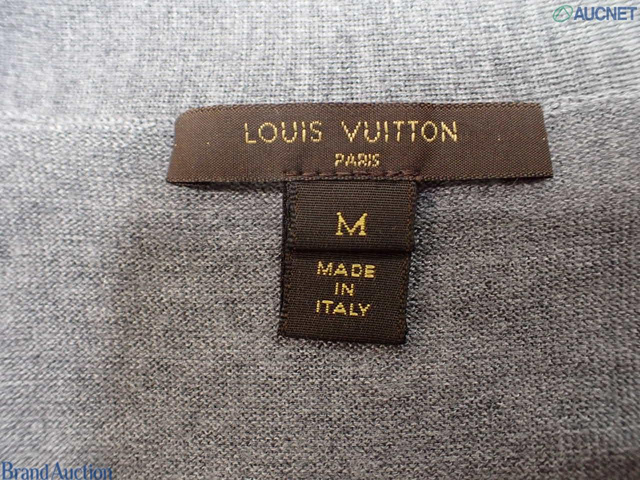 AUCNET
LOUIS VUITTON
PARIS
M
MADE
IN
ITALY
Brand Auction